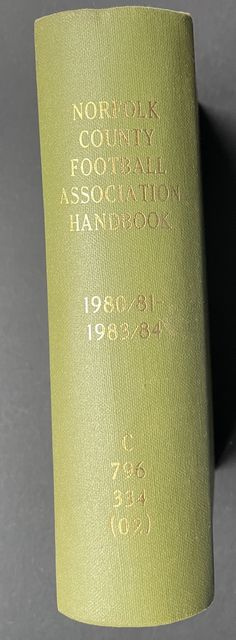 NORFOLK
COUNTY
FOOTBALL
ASSOCIATION
HANDBOOK
1980/81-
1983/84
C
796
334
(02)